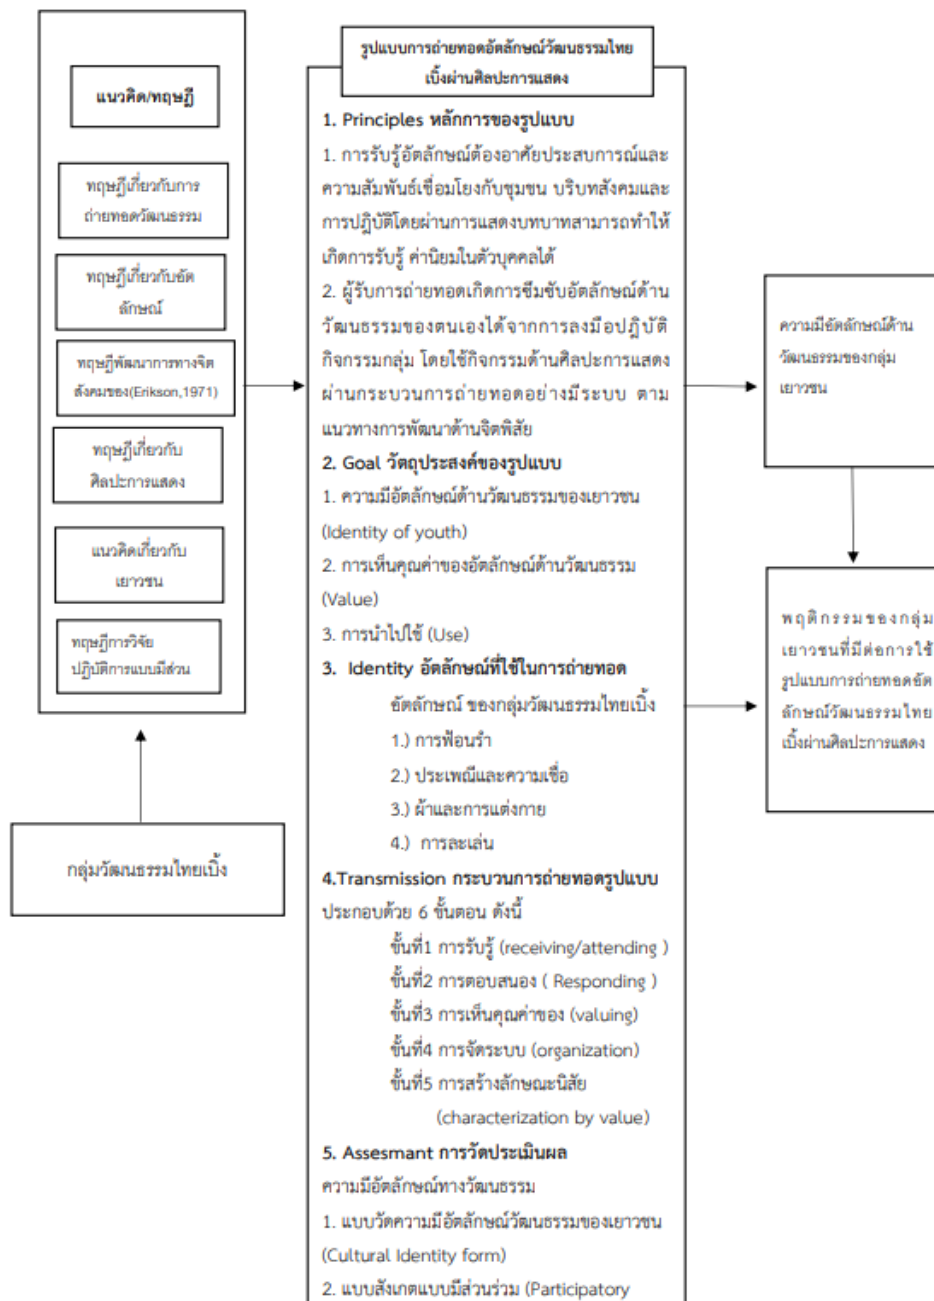 แนวคิด/ทฤษฎี
ทฤษฎีเกี่ยวกับการ
ถ่ายทอดวัฒนธรรม
ทฤษฎีเกี่ยวกับอัต
ลักษณ์
ทฤษฎีพัฒนาการทางจิต
สังคมของ(Erikson,1971)
ทฤษฎีเกี่ยวกับ
ศิลปะการแสดง
แนวคิดเกี่ยวกับ
เยาวชน
ทฤษฎีการวิจัย
ปฏิบัติการแบบมีส่วน
กลุ่มวัฒนธรรมไทยเบิ้ง
รูปแบบการถ่ายทอดอัตลักษณ์วัฒนธรรมไทย
เบิ้งผ่านศิลปะการแสดง
1. Principles หลักการของรูปแบบ
1. การรับรู้อัตลักษณ์ต้องอาศัยประสบการณ์และ
ความสัมพันธ์เชื่อมโยงกับชุมชน บริบทสังคมและ
การปฏิบัติโดยผ่านการแสดงบทบาทสามารถทำให้
เกิดการรับรู้ ค่านิยมในตัวบุคคลได้
2. ผู้รับการถ่ายทอดเกิดการซึมซับอัตลักษณ์ด้าน
วัฒนธรรมของตนเองได้จากการลงมือปฏิบัติ
กิจกรรมกลุ่ม โดยใช้กิจกรรมด้านศิลปะการแสดง
ผ่านกระบวนการถ่ายทอดอย่างมีระบบ ตาม
แนวทางการพัฒนาด้านจิตพิสัย
2. Goal วัตถุประสงค์ของรูปแบบ
1. ความมีอัตลักษณ์ด้านวัฒนธรรมของเยาวชน
(Identity of youth)
2. การเห็นคุณค่าของอัตลักษณ์ด้านวัฒนธรรม
(Value)
3. การนำไปใช้ (Use)
3. Identity อัตลักษณ์ที่ใช้ในการถ่ายทอด
อัตลักษณ์ ของกลุ่มวัฒนธรรมไทยเบิ้ง
1.) การฟ้อนรำ
2.) ประเพณีและความเชื่อ
3.) ผ้าและการแต่งกาย
4.) การละเล่น
4.Transmission กระบวนการถ่ายทอดรูปแบบ
ประกอบด้วย 6 ขั้นตอน ดังนี้
ขั้นที่1 การรับรู้ (receiving/attending )
ขั้นที่2 การตอบสนอง ( Responding )
ขั้นที่3 การเห็นคุณค่าของ (valuing)
ขั้นที่4 การจัดระบบ (organization)
ขั้นที่5 การสร้างลักษณะนิสัย
(characterization by value)
5. Assesmant การวัดประเมินผล
ความมีอัตลักษณ์ทางวัฒนธรรม
1. แบบวัดความมีอัตลักษณ์วัฒนธรรมของเยาวชน
(Cultural Identity form)
2. แบบสังเกตแบบมีส่วนร่วม (Participatory
ความมีอัตลักษณ์ด้าน
วัฒนธรรมของกลุ่ม
เยาวชน
พฤติกรรมของกลุ่ม
เยาวชนที่มีต่อการใช้
รูปแบบการถ่ายทอดอัต
ลักษณ์วัฒนธรรมไทย
เบิ้งผ่านศิลปะการแสดง